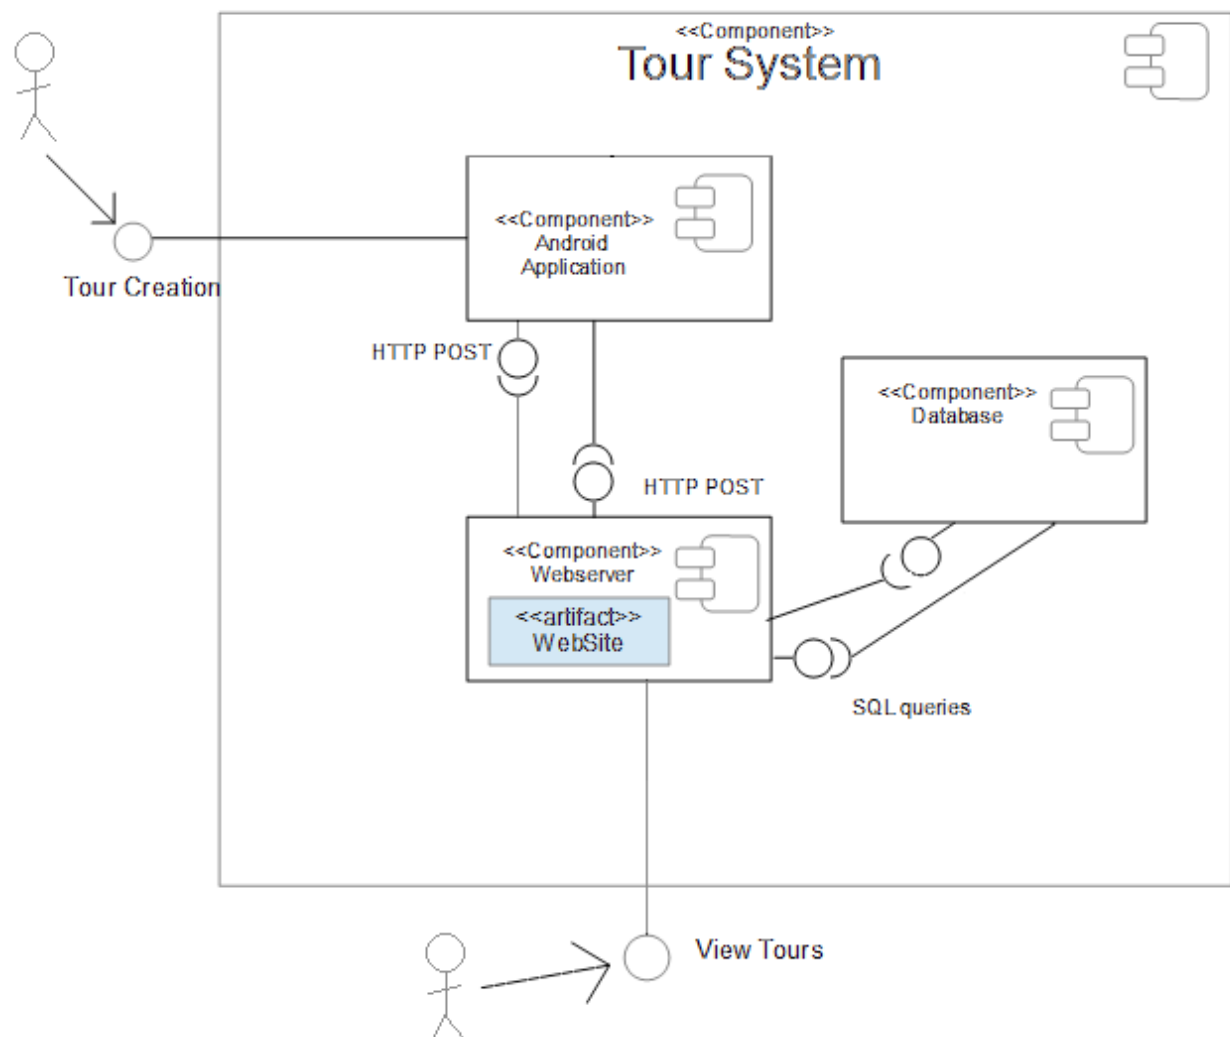 <<Component>>
Tour System
<<Component>>
Android
Application
Tour Creation
HTTP POST
<<Component>>
Database
HTTP POST
<<Component>>
Webserver
<<artifact>>
WebSite
SQL queries
View Tours